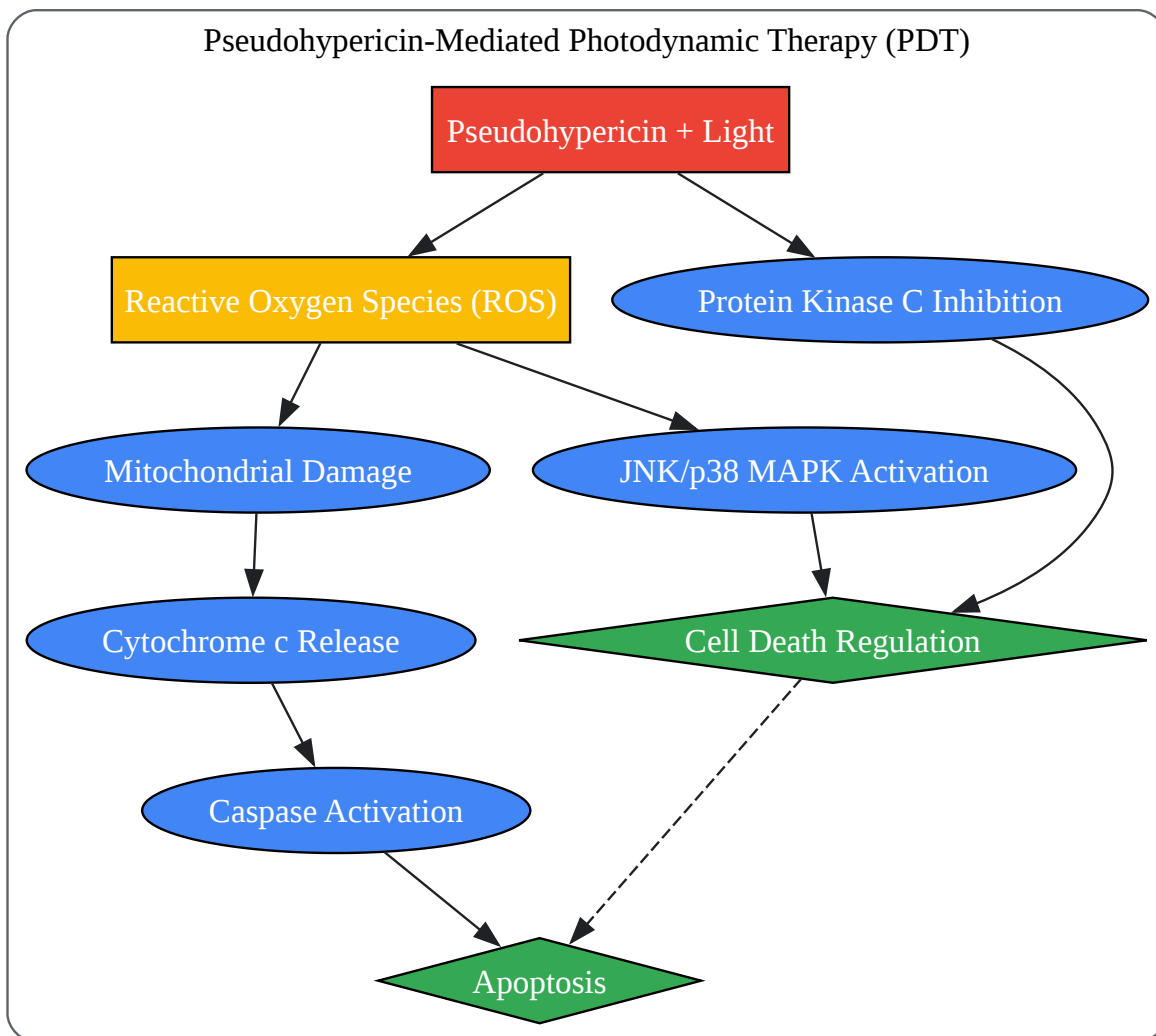 Pseudohypericin-Mediated Photodynamic Therapy (PDT)
Pseudohypericin + Light
Reactive Oxygen Species (ROS)
Protein Kinase C Inhibition
Mitochondrial Damage
JNK/p38 MAPK Activation
Cytochrome c Release
Cell Death Regulation
Caspase Activation
Apoptosis